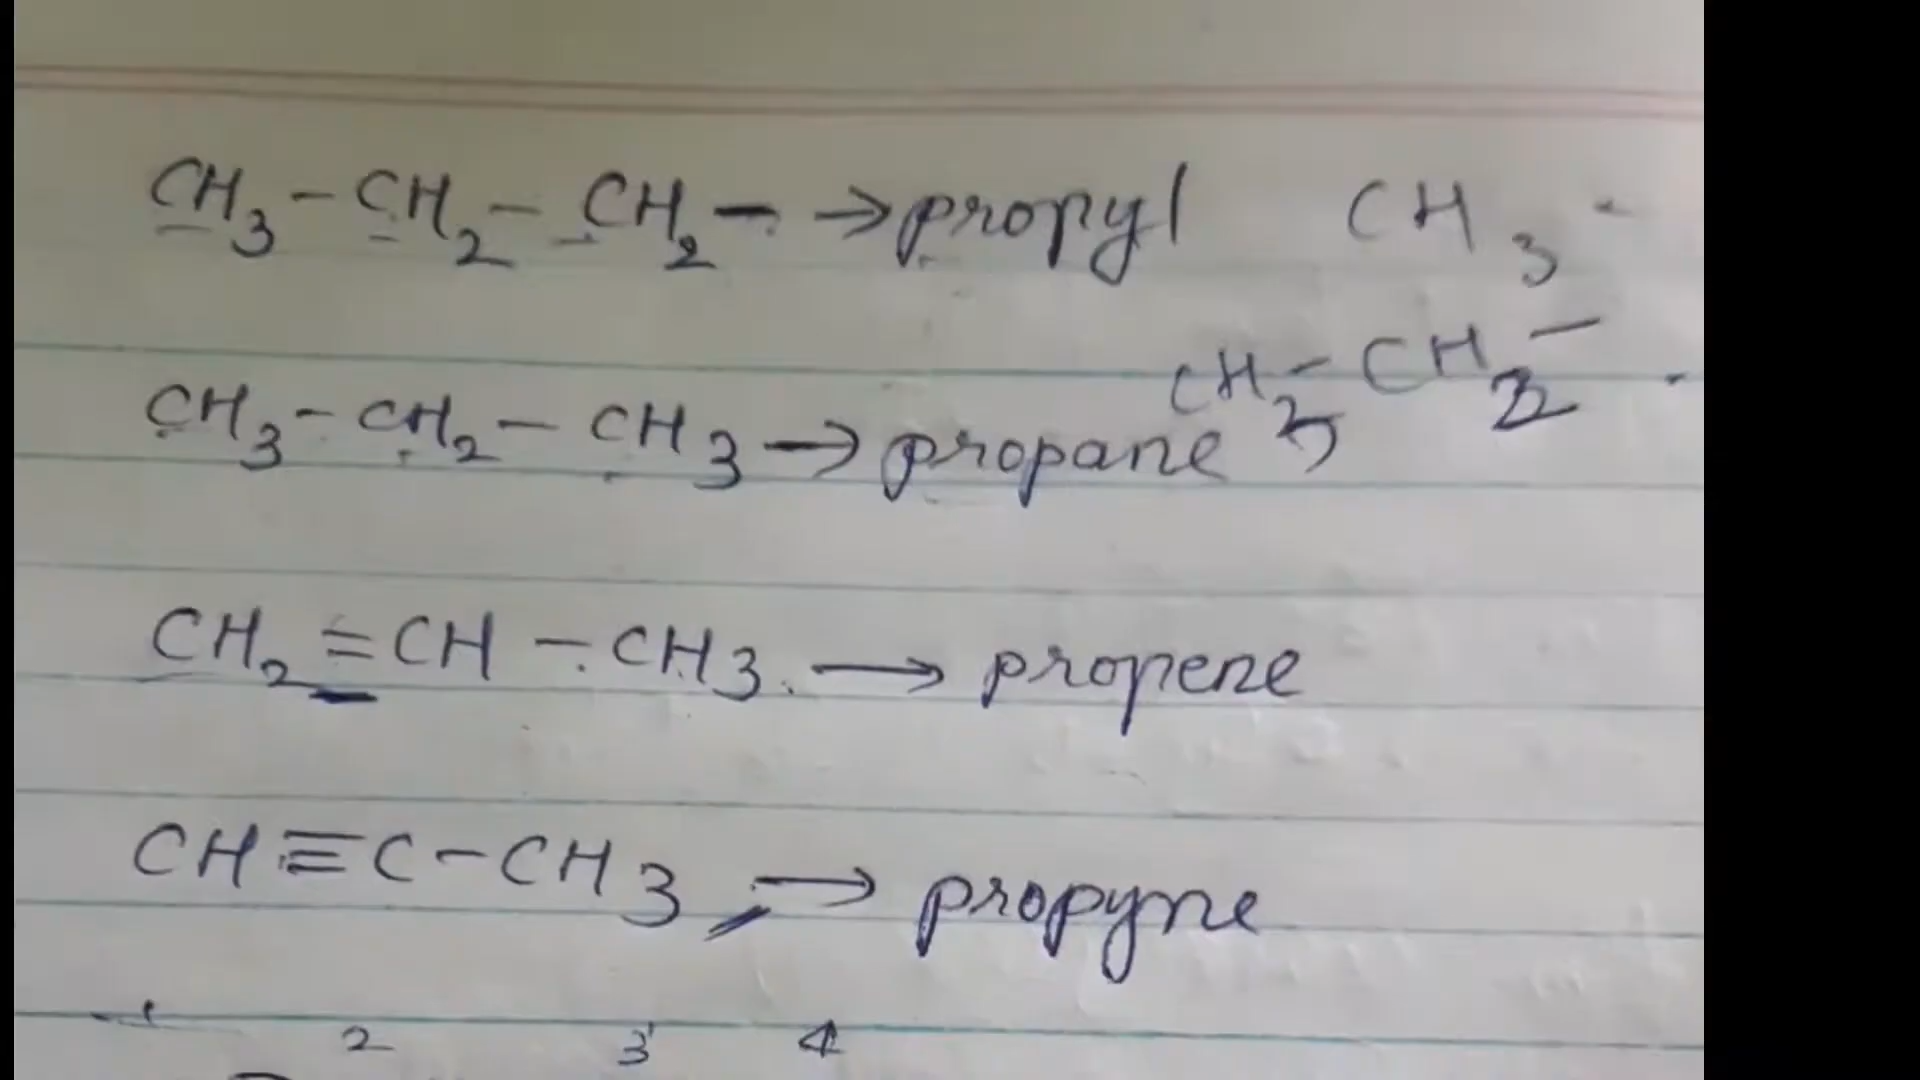 CH3 - CH2 - CH2 - → propyl CH3 -
CH2 - CH2 -
CH3 - CH2 - CH3 → propane
CH2 = CH - CH3. → propene
CH ≡ C - CH3, → propyne
1 2 3 4